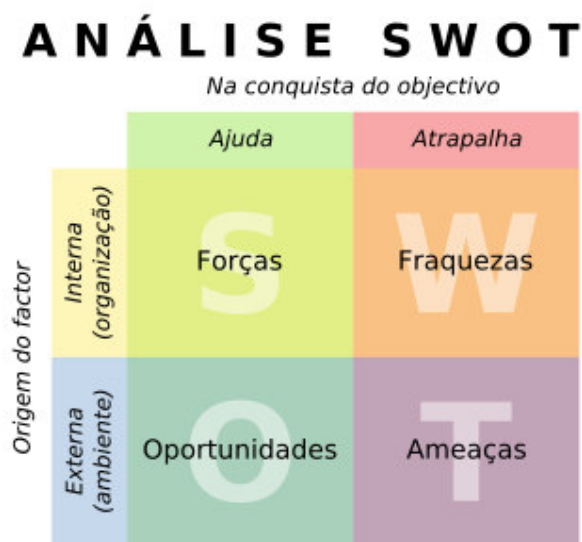 ANÁLISE SWOT
Na conquista do objectivo
Ajuda
Atrapalha
Origem do factor
Interna
(organização)
S
Forças
W
Fraquezas
Externa
(ambiente)
O
Oportunidades
T
Ameaças